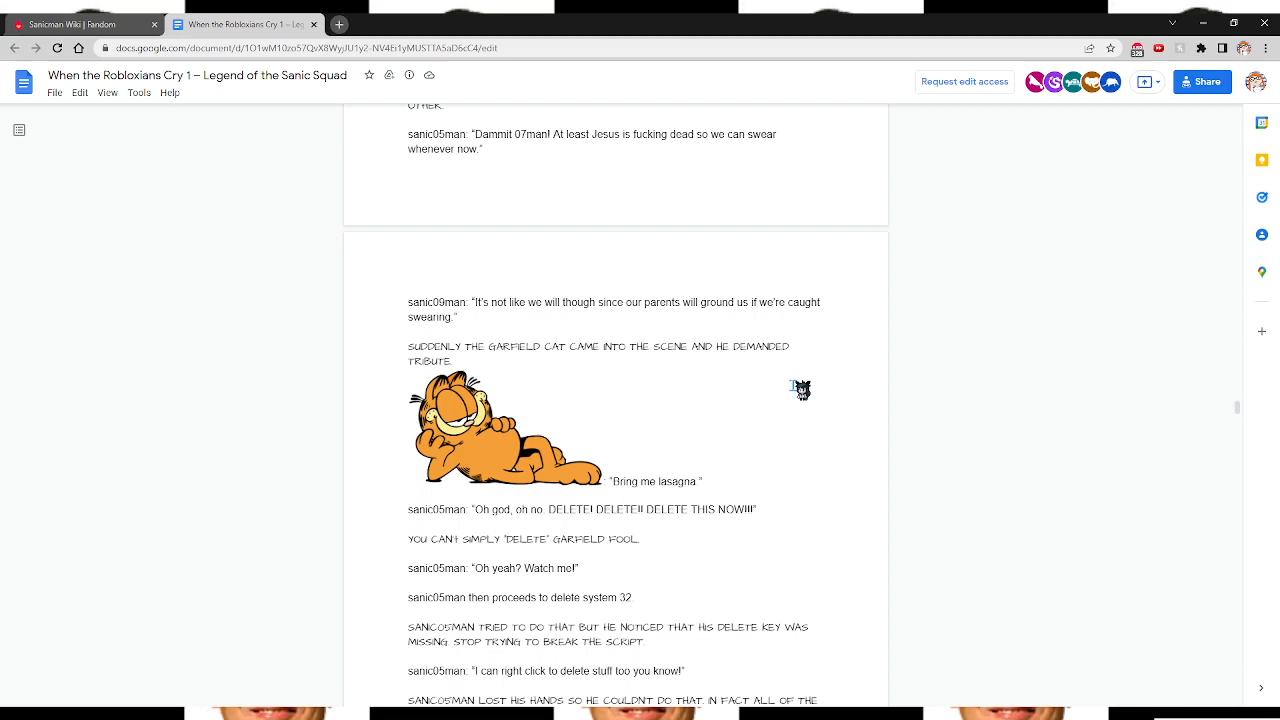 Sanicman Wiki | Fandom
When the Robloxians Cry 1 – Leg
docs.google.com/document/d/1O1wM10zo57QvX8WyjJU1y2-NV4Ei1yMUSTTA5aD6cC4/edit
When the Robloxians Cry 1 – Legend of the Sanic Squad
Request edit access
Share
File Edit View Tools Help
OTHER.
sanic05man: “Dammit 07man! At least Jesus is fucking dead so we can swear
whenever now.”
sanic09man: “It’s not like we will though since our parents will ground us if we’re caught
swearing.”
SUDDENLY THE GARFIELD CAT CAME INTO THE SCENE AND HE DEMANDED
TRIBUTE.
: “Bring me lasagna.”
sanic05man: “Oh god, oh no. DELETE! DELETE!! DELETE THIS NOW!!!”
YOU CAN’T SIMPLY “DELETE” GARFIELD FOOL.
sanic05man: “Oh yeah? Watch me!”
sanic05man then proceeds to delete system 32.
SANIC05MAN TRIED TO DO THAT BUT HE NOTICED THAT HIS DELETE KEY WAS
MISSING. STOP TRYING TO BREAK THE SCRIPT.
sanic05man: “I can right click to delete stuff too you know!”
SANIC05MAN LOST HIS HANDS SO HE COULDN’T DO THAT. IN FACT ALL OF THE